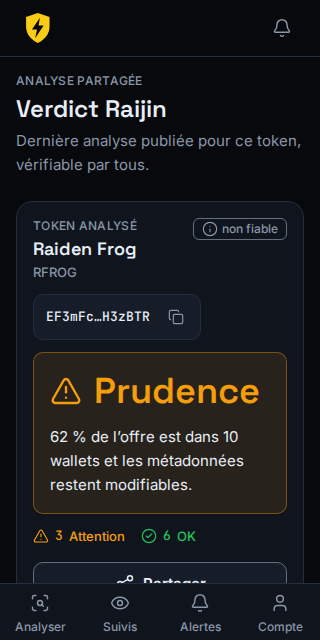 ANALYSE PARTAGÉE
Verdict Raijin
Dernière analyse publiée pour ce token,
vérifiable par tous.
TOKEN ANALYSÉ
non fiable
Raiden Frog
RFROG
EF3mFc…H3zBTR
Prudence
62 % de l’offre est dans 10
wallets et les métadonnées
restent modifiables.
3 Attention 6 OK
Partager
Analyser Suivis Alertes Compte